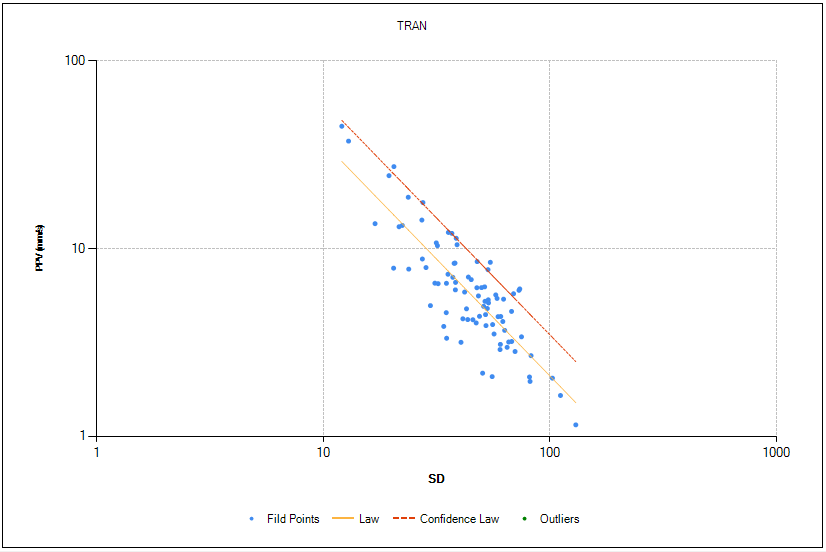 TRAN
100
10
1
PPV (mm/s)
1
10
100
1000
SD
Fild Points
Law
Confidence Law
Outliers